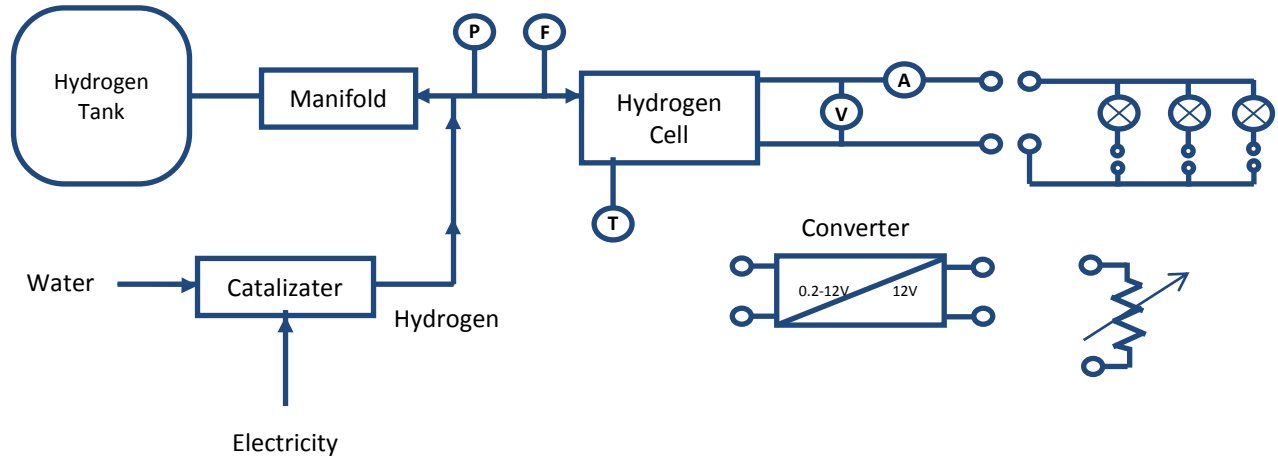 P
F
Hydrogen
Tank
Manifold
Hydrogen
Cell
A
V
T
Converter
Water
Catalizater
Hydrogen
0.2-12V
12V
Electricity